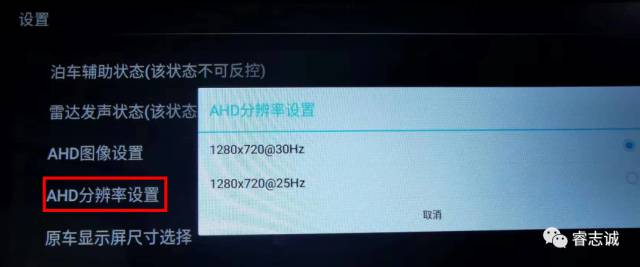 设置
泊车辅助状态(该状态不可反控)
雷达发声状态(该状态
AHD图像设置
AHD分辨率设置
原车显示屏尺寸选择
AHD分辨率设置
1280x720@30Hz
1280x720@25Hz
取消
睿志诚